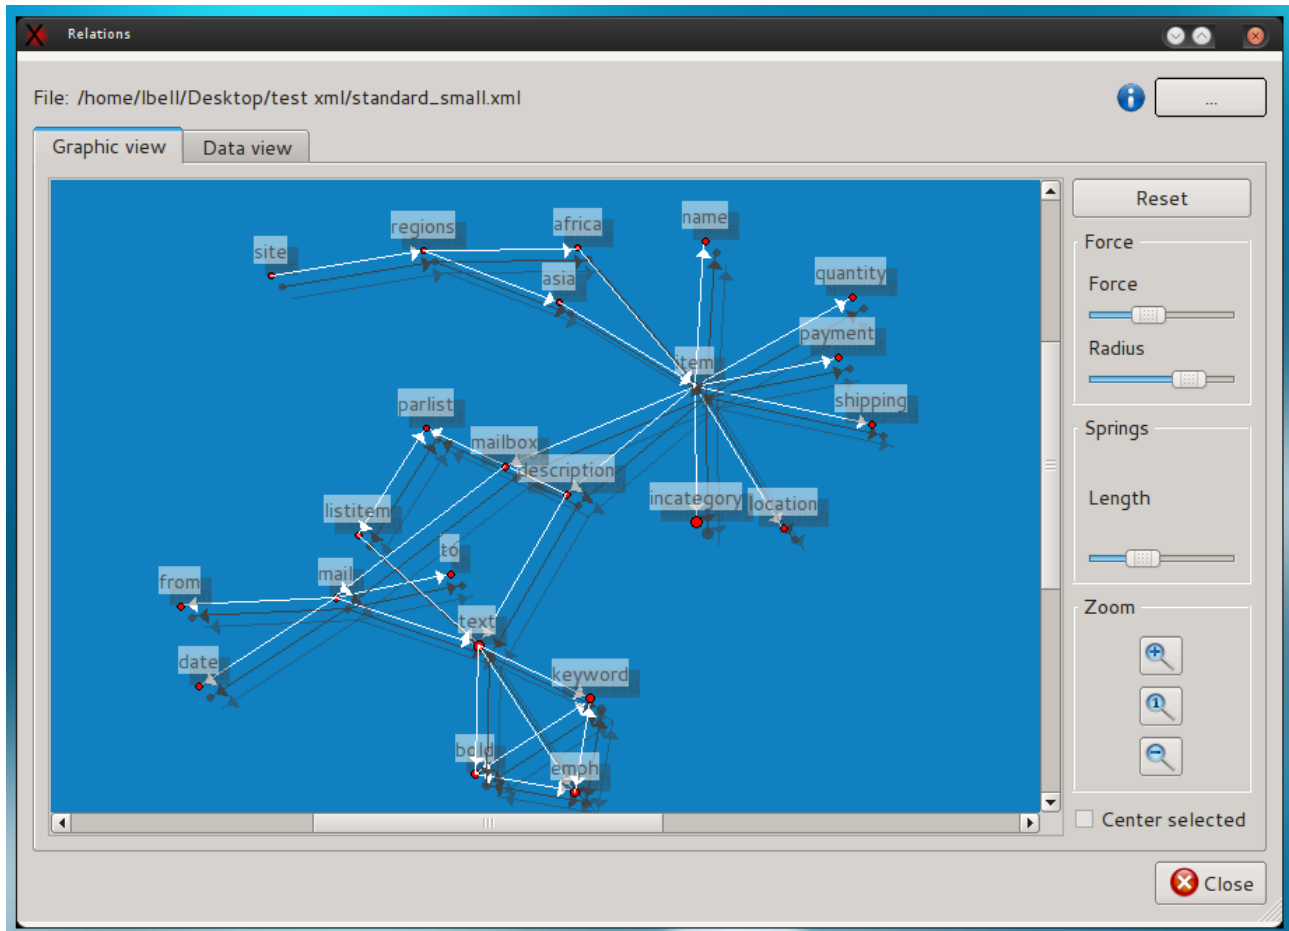 Relations
File: /home/lbell/Desktop/test xml/standard_small.xml
...
Graphic view
Data view
Reset
Force
Force
Radius
Springs
Length
Zoom
Center selected
Close
site
regions
africa
name
asia
quantity
payment
item
shipping
parlist
mailbox
description
incategory
location
listitem
to
mail
from
text
date
keyword
bold
emph